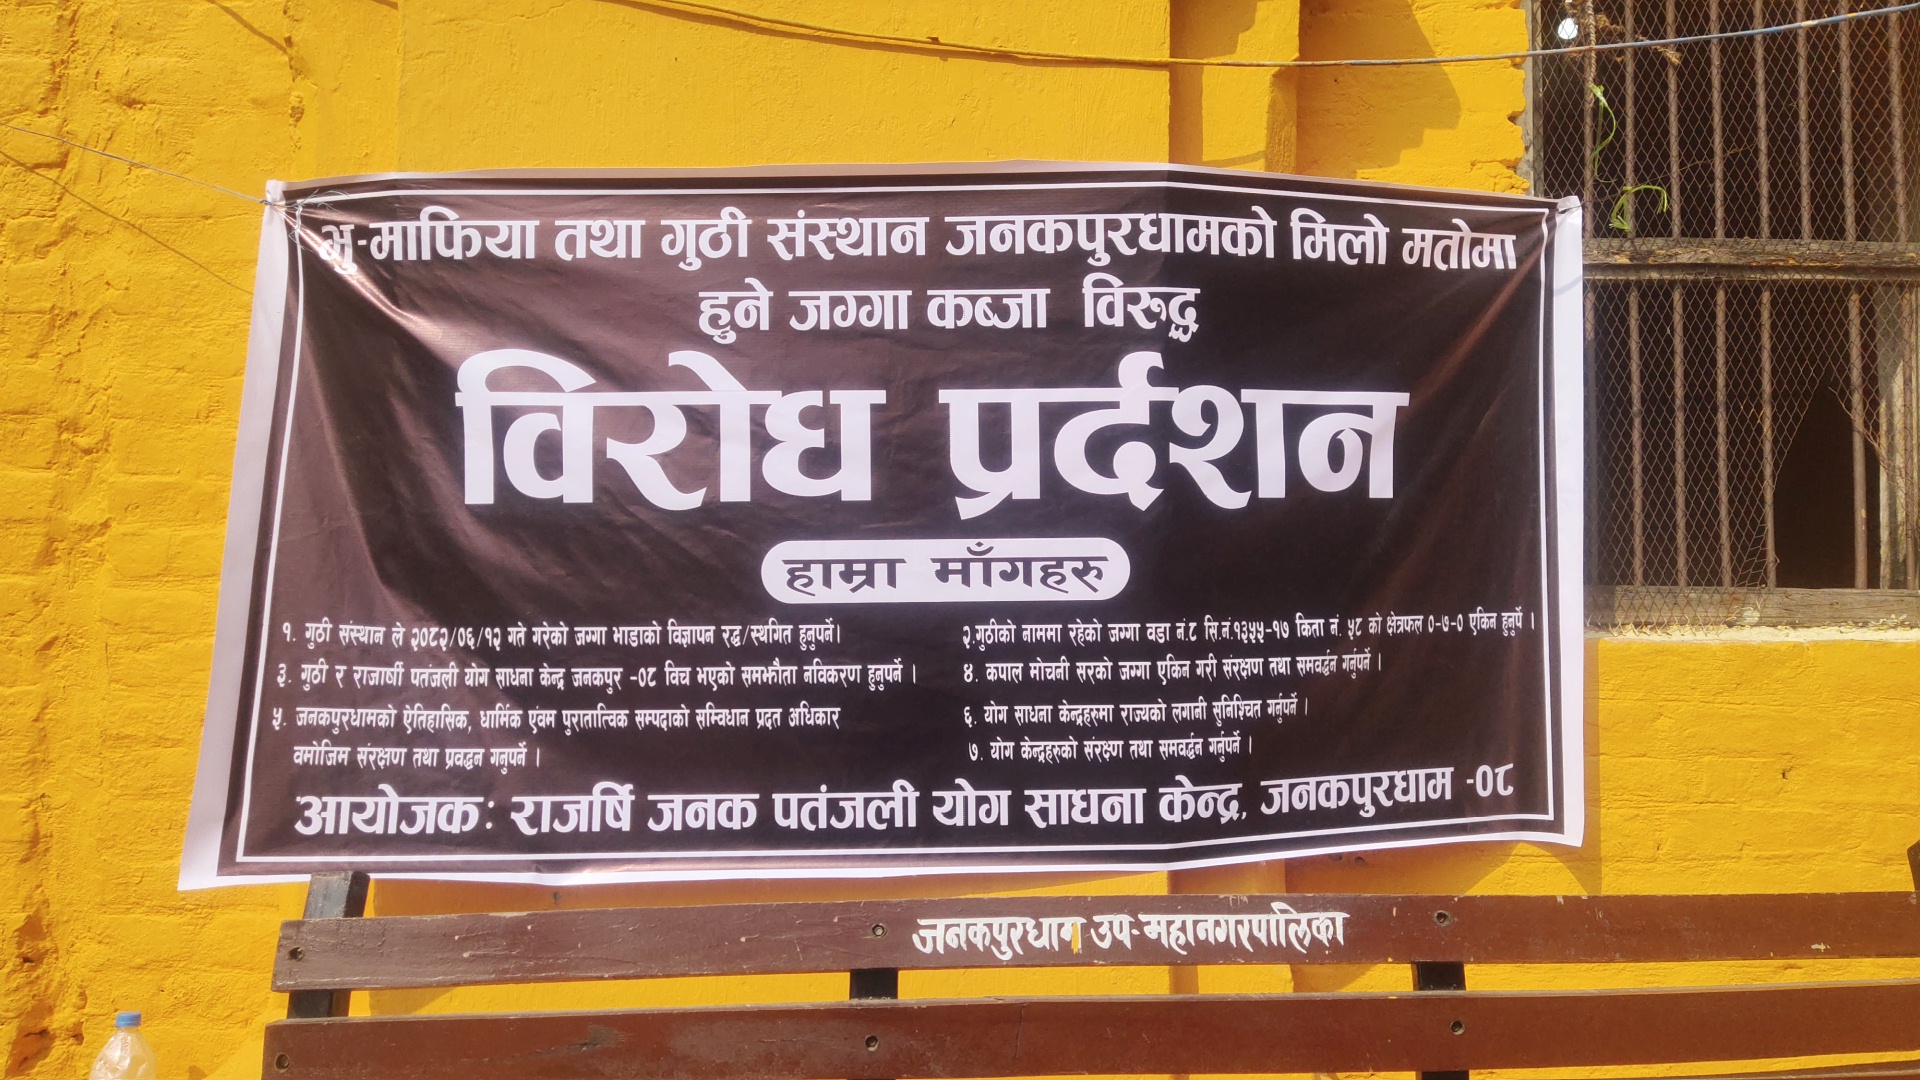 भु-माफिया तथा गुठी संस्थान जनकपुरधामको मिलो मतोमा
हुने जग्गा कब्जा विरूद्ध
विरोध प्रर्दशन
हाम्रा माँगहरु
१. गुठी संस्थान ले २०८२/०६/१२ गते गरेको जग्गा भाडाको विज्ञापन रद्ध/स्थगित हुनुपर्ने।
२.गुठीको नाममा रहेको जग्गा वडा नं.८ सि.नं.१३५५-१७ किता नं. ५८ को क्षेत्रफल ०-७-० एकिन हुनुपर्ने ।
३. गुठी र राजार्षी पतंजली योग साधना केन्द्र जनकपुर -०८ विच भएको समझौता नविकरण हुनुपर्ने ।
४. कपाल मोचनी सरको जग्गा एकिन गरी संरक्षण तथा समवर्द्धन गर्नुपर्ने ।
५. जनकपुरधामको ऐतिहासिक, धार्मिक एवंम पुरातात्विक सम्पदाको सम्विधान प्रदत अधिकार
वमोजिम संरक्षण तथा प्रवद्धन गनुपर्ने ।
६. योग साधना केन्द्रहरुमा राज्यको लगानी सुनिश्चित गर्नुपर्ने ।
७. योग केन्द्रहरुको संरक्ष्ण तथा समवर्द्धन गर्नुपर्ने ।
आयोजक: राजर्षि जनक पतंजली योग साधना केन्द्र, जनकपुरधाम -०८
जनकपुरधाम उप-महानगरपालिका